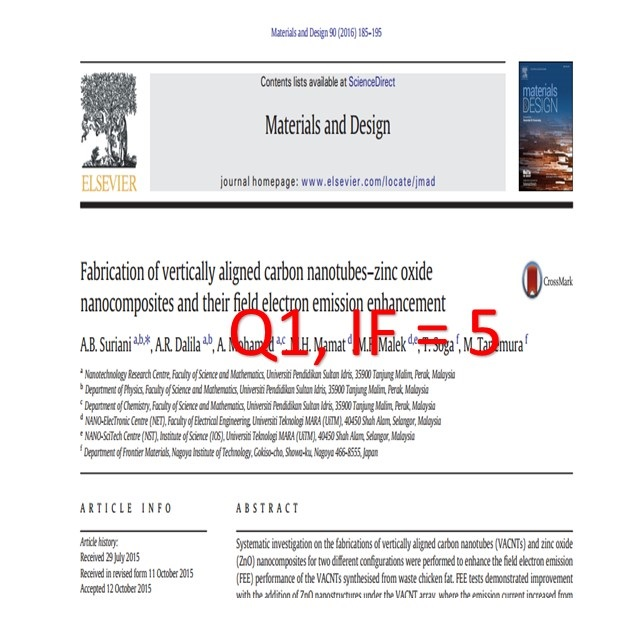 Materials and Design 90 (2016) 185–195
Contents lists available at ScienceDirect
Materials and Design
journal homepage: www.elsevier.com/locate/jmad
ELSEVIER
materials
DESIGN
CrossMark
Fabrication of vertically aligned carbon nanotubes–zinc oxide
nanocomposites and their field electron emission enhancement
Q1, IF = 5
A.B. Suriani a,b,*, A.R. Dalila a,b, A. Mohamed a,c, M.H. Mamat d, M.F. Malek d,e, T. Soga f, M. Tanemura f
a Nanotechnology Research Centre, Faculty of Science and Mathematics, Universiti Pendidikan Sultan Idris, 35900 Tanjung Malim, Perak, Malaysia
b Department of Physics, Faculty of Science and Mathematics, Universiti Pendidikan Sultan Idris, 35900 Tanjung Malim, Perak, Malaysia
c Department of Chemistry, Faculty of Science and Mathematics, Universiti Pendidikan Sultan Idris, 35900 Tanjung Malim, Perak, Malaysia
d NANO-ElecTronic Centre (NET), Faculty of Electrical Engineering, Universiti Teknologi MARA (UiTM), 40450 Shah Alam, Selangor, Malaysia
e NANO-SciTech Centre (NST), Institute of Science (IOS), Universiti Teknologi MARA (UiTM), 40450 Shah Alam, Selangor, Malaysia
f Department of Frontier Materials, Nagoya Institute of Technology, Gokiso-cho, Showa-ku, Nagoya 466-8555, Japan
ARTICLE INFO
Article history:
Received 29 July 2015
Received in revised form 11 October 2015
Accepted 12 October 2015
ABSTRACT
Systematic investigation on the fabrications of vertically aligned carbon nanotubes (VACNTs) and zinc oxide
(ZnO) nanocomposites for two different configurations were performed to enhance the field electron emission
(FEE) performance of the VACNTs synthesised from waste chicken fat. FEE tests demonstrated improvement
with the addition of ZnO nanostructures under the VACNT array, where the emission current increased from